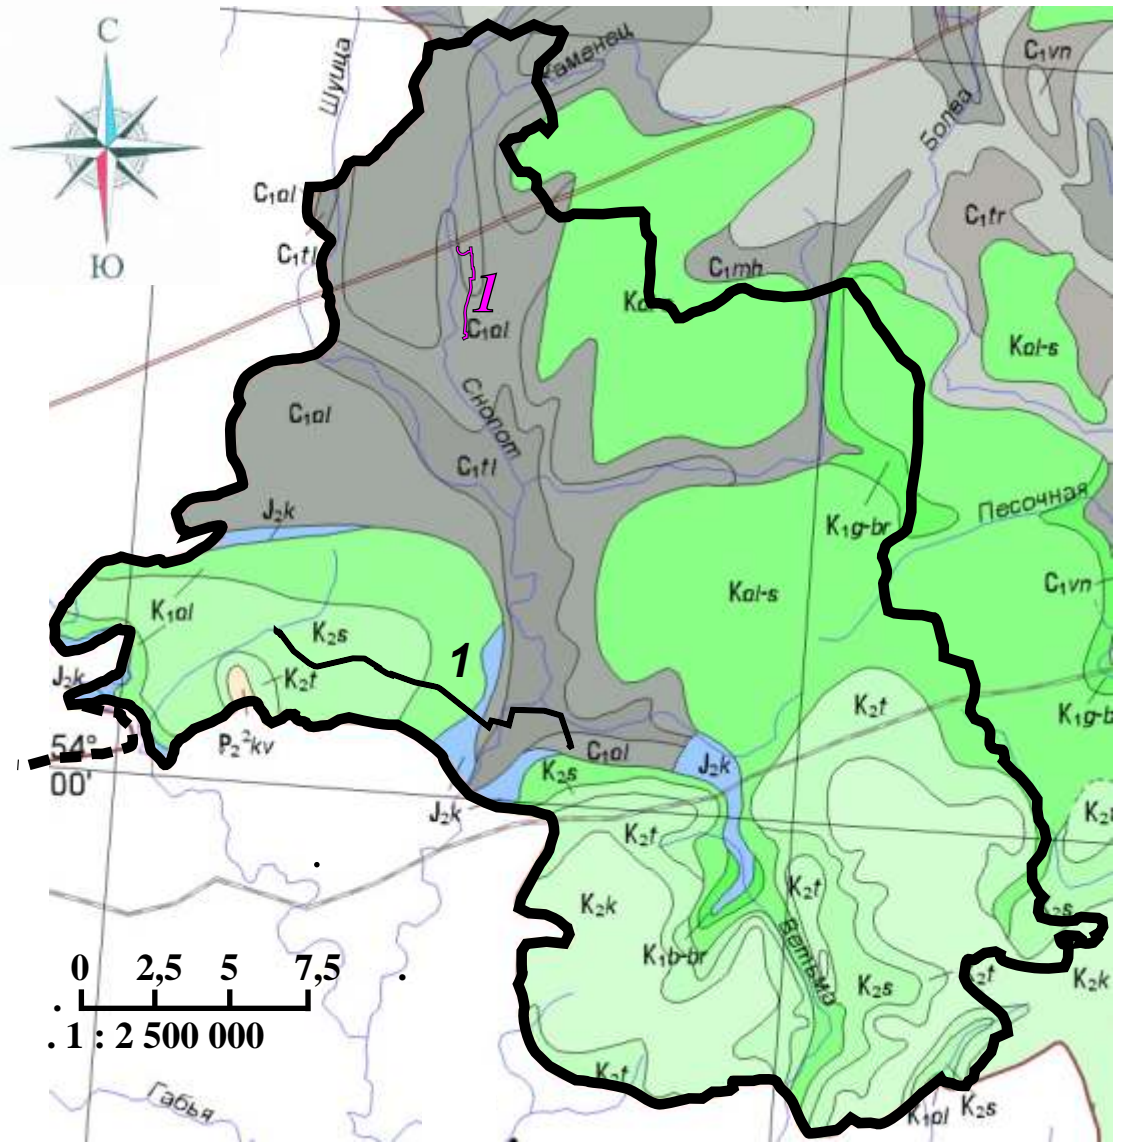 С
Ю
Шуица
Каменец
Болва
C₁vn
C₁al
C₁tr
C₁tl
C₁mh
1
C₁al
Kal-s
Снопот
C₁al
C₁tl
J₂k
K₁g-br
Песочная
Kal-s
C₁vn
K₁al
K₂s
1
J₂k
K₂t
K₂t
P₂²kv
54°
00'
C₁al
J₂k
K₂s
J₂k
K₂t
K₂t
K₂k
K₂s
Ветьма
K₁b-br
K₂s
K₂t
K₂k
0 2,5 5 7,5
1 : 2 500 000
K₂t
Габья
K₁al
K₂s